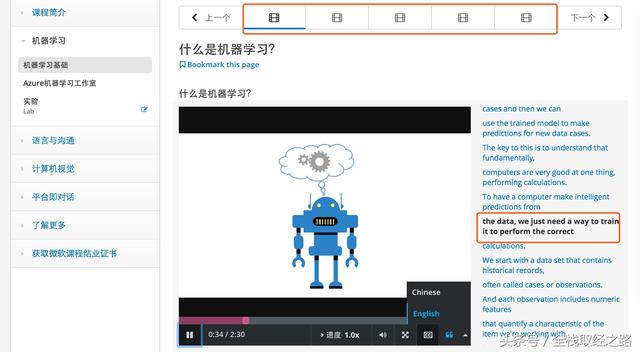 课程简介
机器学习
机器学习基础
Azure机器学习工作室
实验
Lab
语言与沟通
计算机视觉
平台即对话
了解更多
获取微软课程结业证书
上一个
下一个
什么是机器学习?
Bookmark this page
什么是机器学习?
cases and then we can
use the trained model to make
predictions for new data cases.
The key to this is to understand that
fundamentally,
computers are very good at one thing,
performing calculations.
To have a computer make intelligent
predictions from
the data, we just need a way to train
it to perform the correct
calculations.
We start with a data set that contains
historical records,
often called cases or observations.
And each observation includes numeric
features
that quantify a characteristic of the
item we're working with.
Chinese
English
0:34 / 2:30
速度 1.0x
头条号 / 全栈取经之路